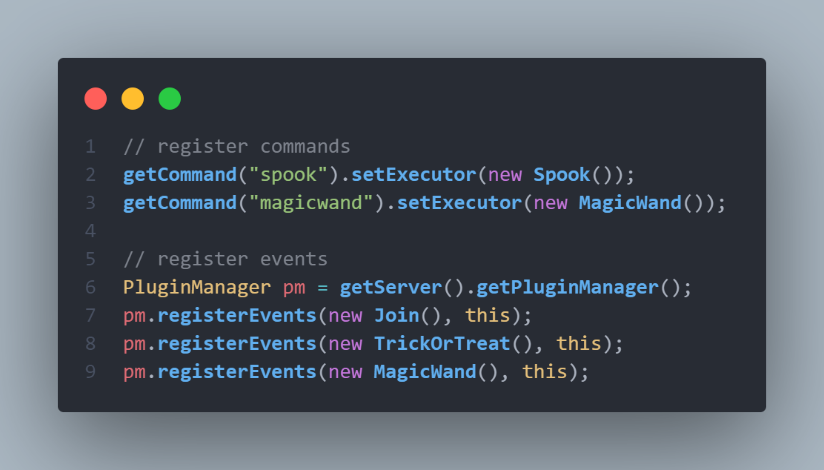 1 // register commands
2 getCommand("spook").setExecutor(new Spook());
3 getCommand("magicwand").setExecutor(new MagicWand());
4
5 // register events
6 PluginManager pm = getServer().getPluginManager();
7 pm.registerEvents(new Join(), this);
8 pm.registerEvents(new TrickOrTreat(), this);
9 pm.registerEvents(new MagicWand(), this);